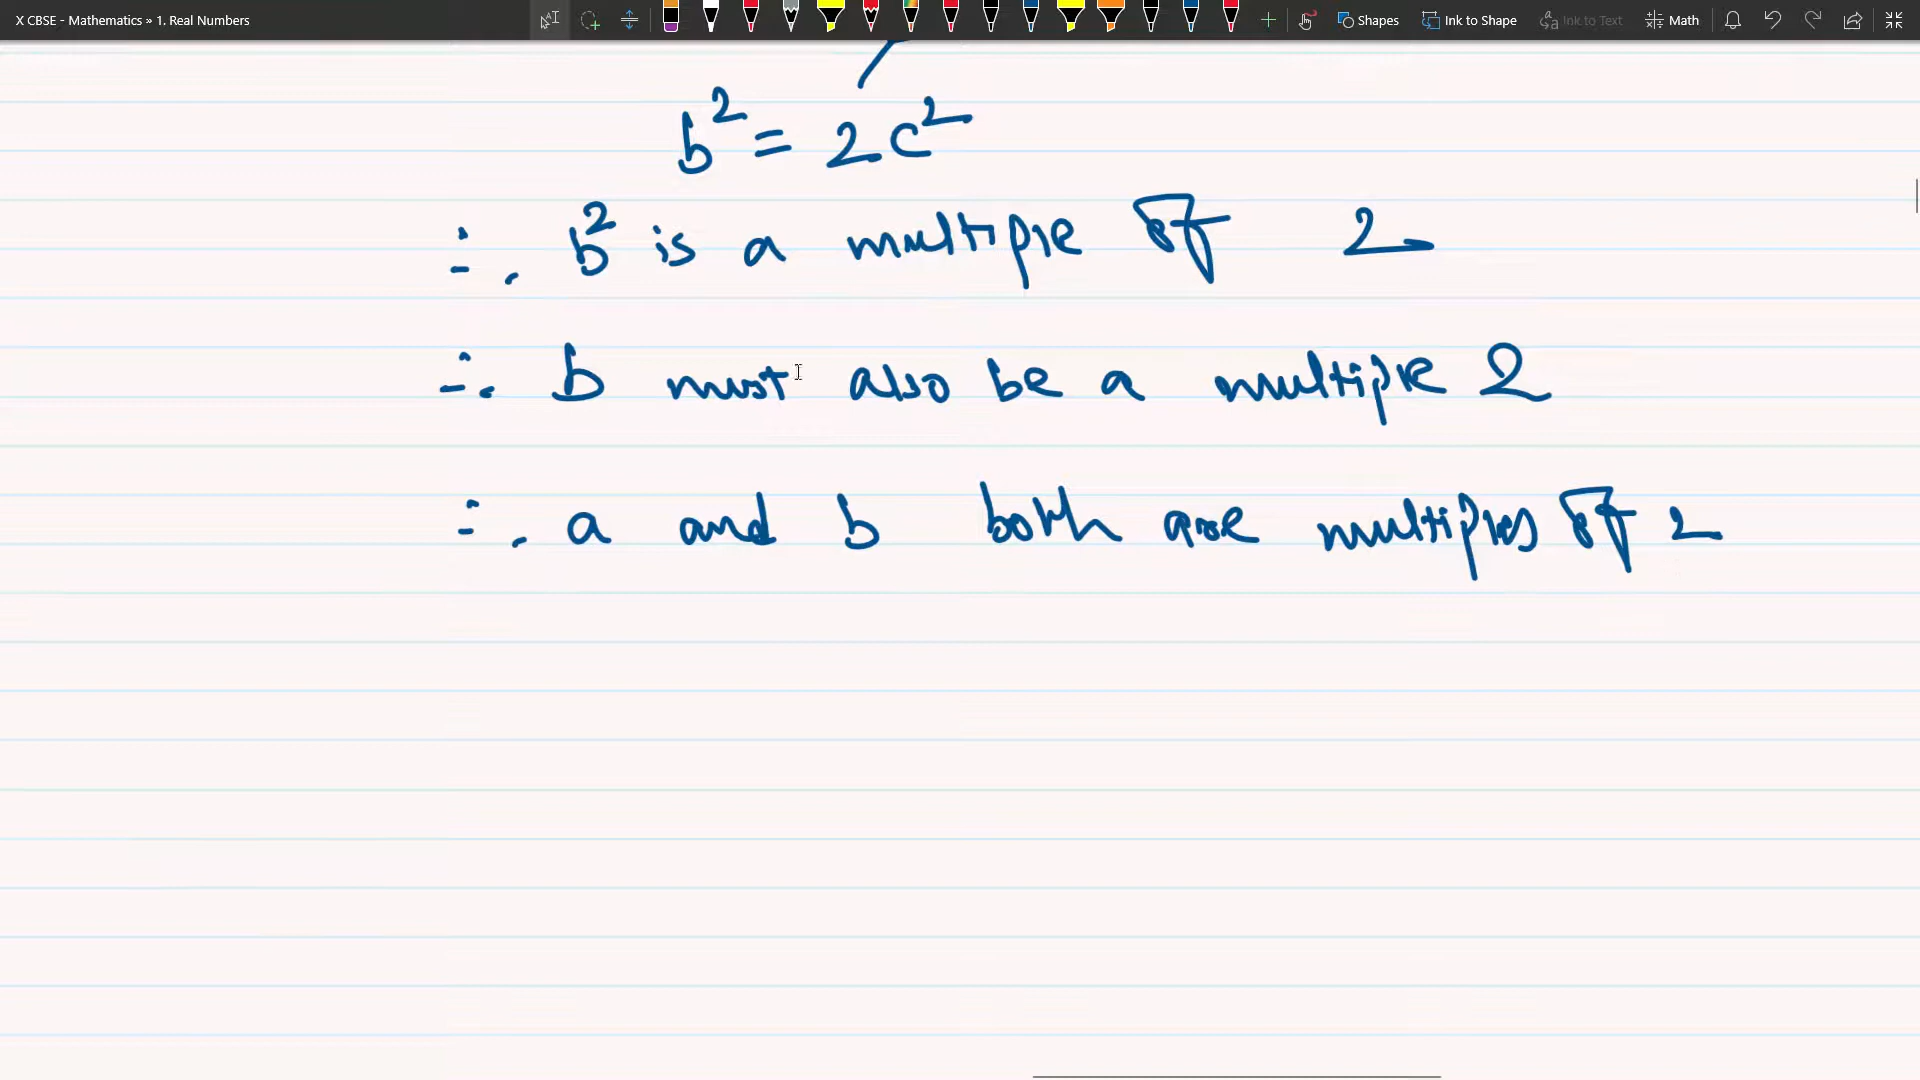 X CBSE - Mathematics » 1. Real Numbers Shapes Ink to Shape Ink to Text Math
b² = 2c²
∴ b² is a multiple of 2
∴ b must also be a multiple 2
∴ a and b both are multiples of 2